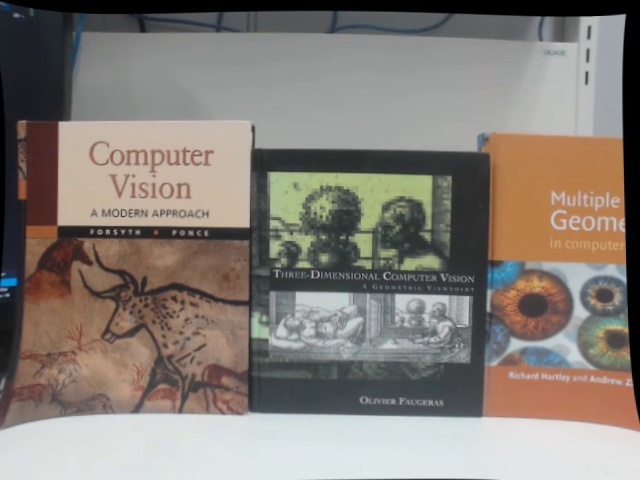 Computer
Vision
A MODERN APPROACH
FORSYTH PONCE
THREE-DIMENSIONAL COMPUTER VISION
A GEOMETRIC VIEWPOINT
OLIVIER FAUGERAS
Multiple
Geome
in computer
Richard Hartley and Andrew Z